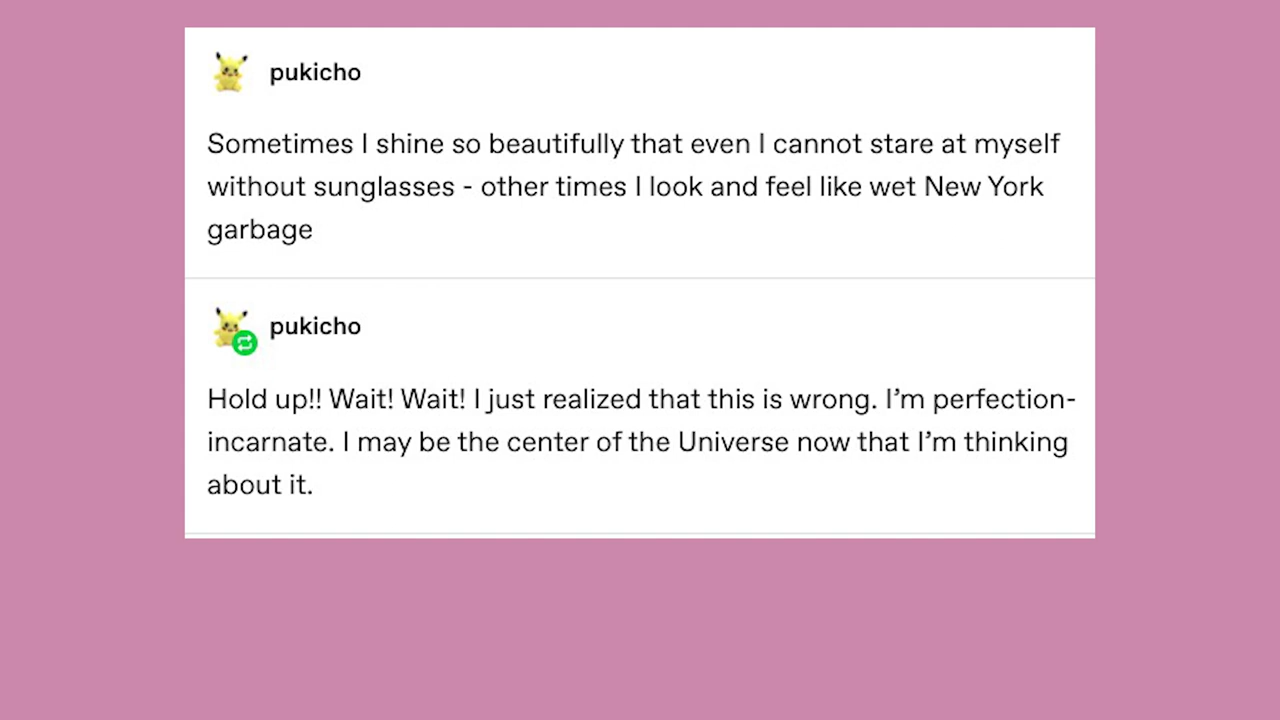 pukicho
Sometimes I shine so beautifully that even I cannot stare at myself
without sunglasses - other times I look and feel like wet New York
garbage
pukicho
Hold up!! Wait! Wait! I just realized that this is wrong. I’m perfection-
incarnate. I may be the center of the Universe now that I’m thinking
about it.